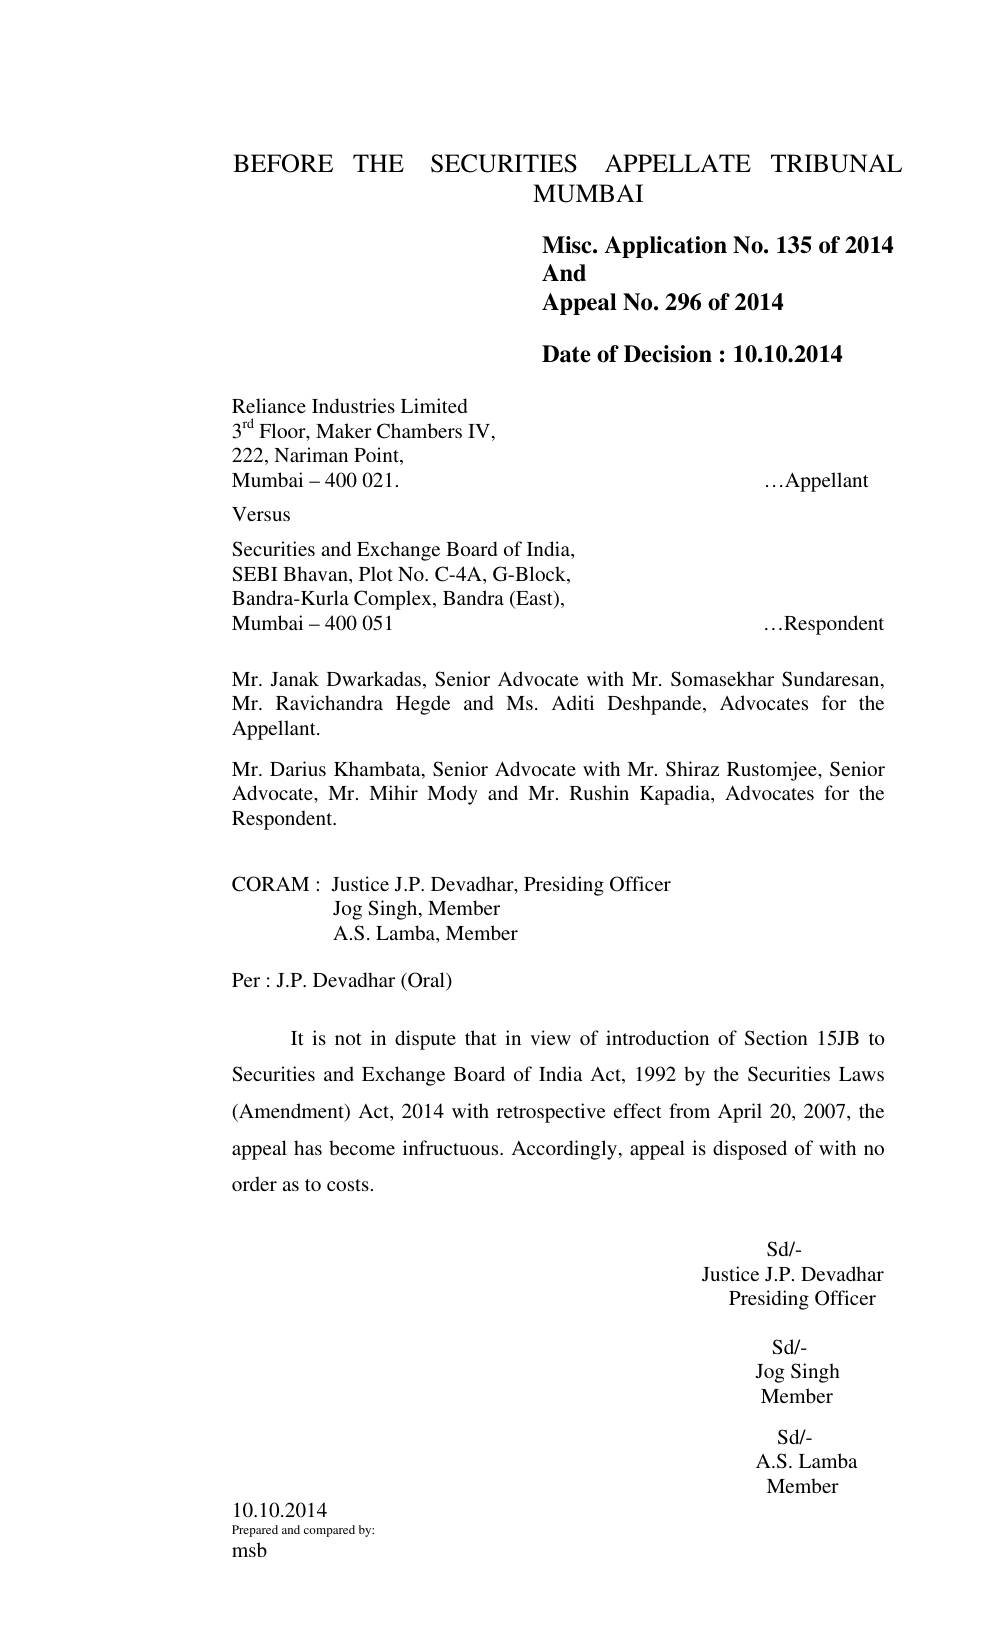 BEFORE THE SECURITIES APPELLATE TRIBUNAL
MUMBAI
Misc. Application No. 135 of 2014
And
Appeal No. 296 of 2014
Date of Decision : 10.10.2014
Reliance Industries Limited
3rd Floor, Maker Chambers IV,
222, Nariman Point,
Mumbai – 400 021. …Appellant
Versus
Securities and Exchange Board of India,
SEBI Bhavan, Plot No. C-4A, G-Block,
Bandra-Kurla Complex, Bandra (East),
Mumbai – 400 051 …Respondent
Mr. Janak Dwarkadas, Senior Advocate with Mr. Somasekhar Sundaresan,
Mr. Ravichandra Hegde and Ms. Aditi Deshpande, Advocates for the
Appellant.
Mr. Darius Khambata, Senior Advocate with Mr. Shiraz Rustomjee, Senior
Advocate, Mr. Mihir Mody and Mr. Rushin Kapadia, Advocates for the
Respondent.
CORAM : Justice J.P. Devadhar, Presiding Officer
Jog Singh, Member
A.S. Lamba, Member
Per : J.P. Devadhar (Oral)
It is not in dispute that in view of introduction of Section 15JB to
Securities and Exchange Board of India Act, 1992 by the Securities Laws
(Amendment) Act, 2014 with retrospective effect from April 20, 2007, the
appeal has become infructuous. Accordingly, appeal is disposed of with no
order as to costs.
Sd/-
Justice J.P. Devadhar
Presiding Officer
Sd/-
Jog Singh
Member
Sd/-
A.S. Lamba
Member
10.10.2014
Prepared and compared by:
msb